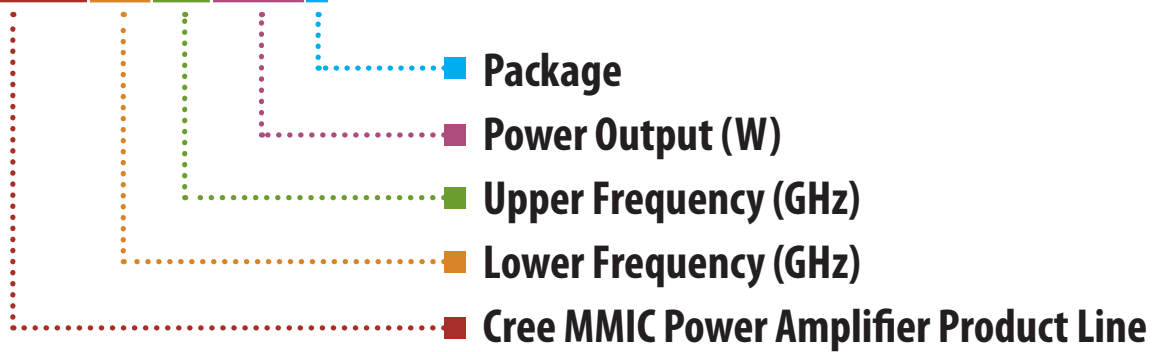 Package
Power Output (W)
Upper Frequency (GHz)
Lower Frequency (GHz)
Cree MMIC Power Amplifier Product Line